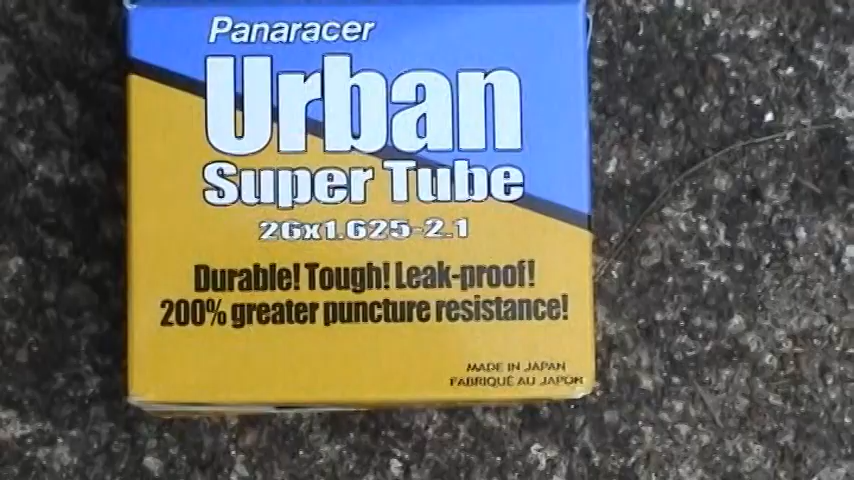 Panaracer
Urban
Super Tube
26x1.625-2.1
Durable! Tough! Leak-proof!
200% greater puncture resistance!
MADE IN JAPAN
FABRIQUÉ AU JAPON